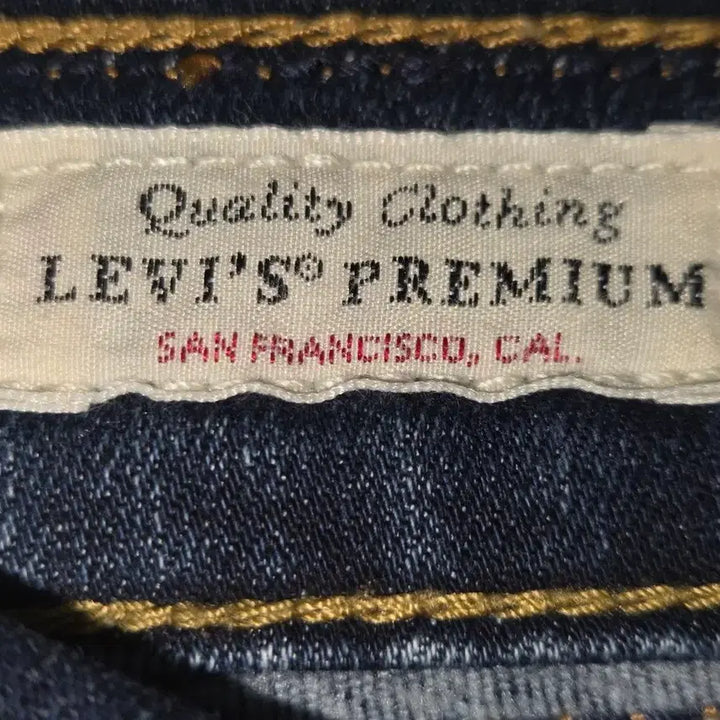 Quality Clothing
LEVI'S® PREMIUM
SAN FRANCISCO, CAL.